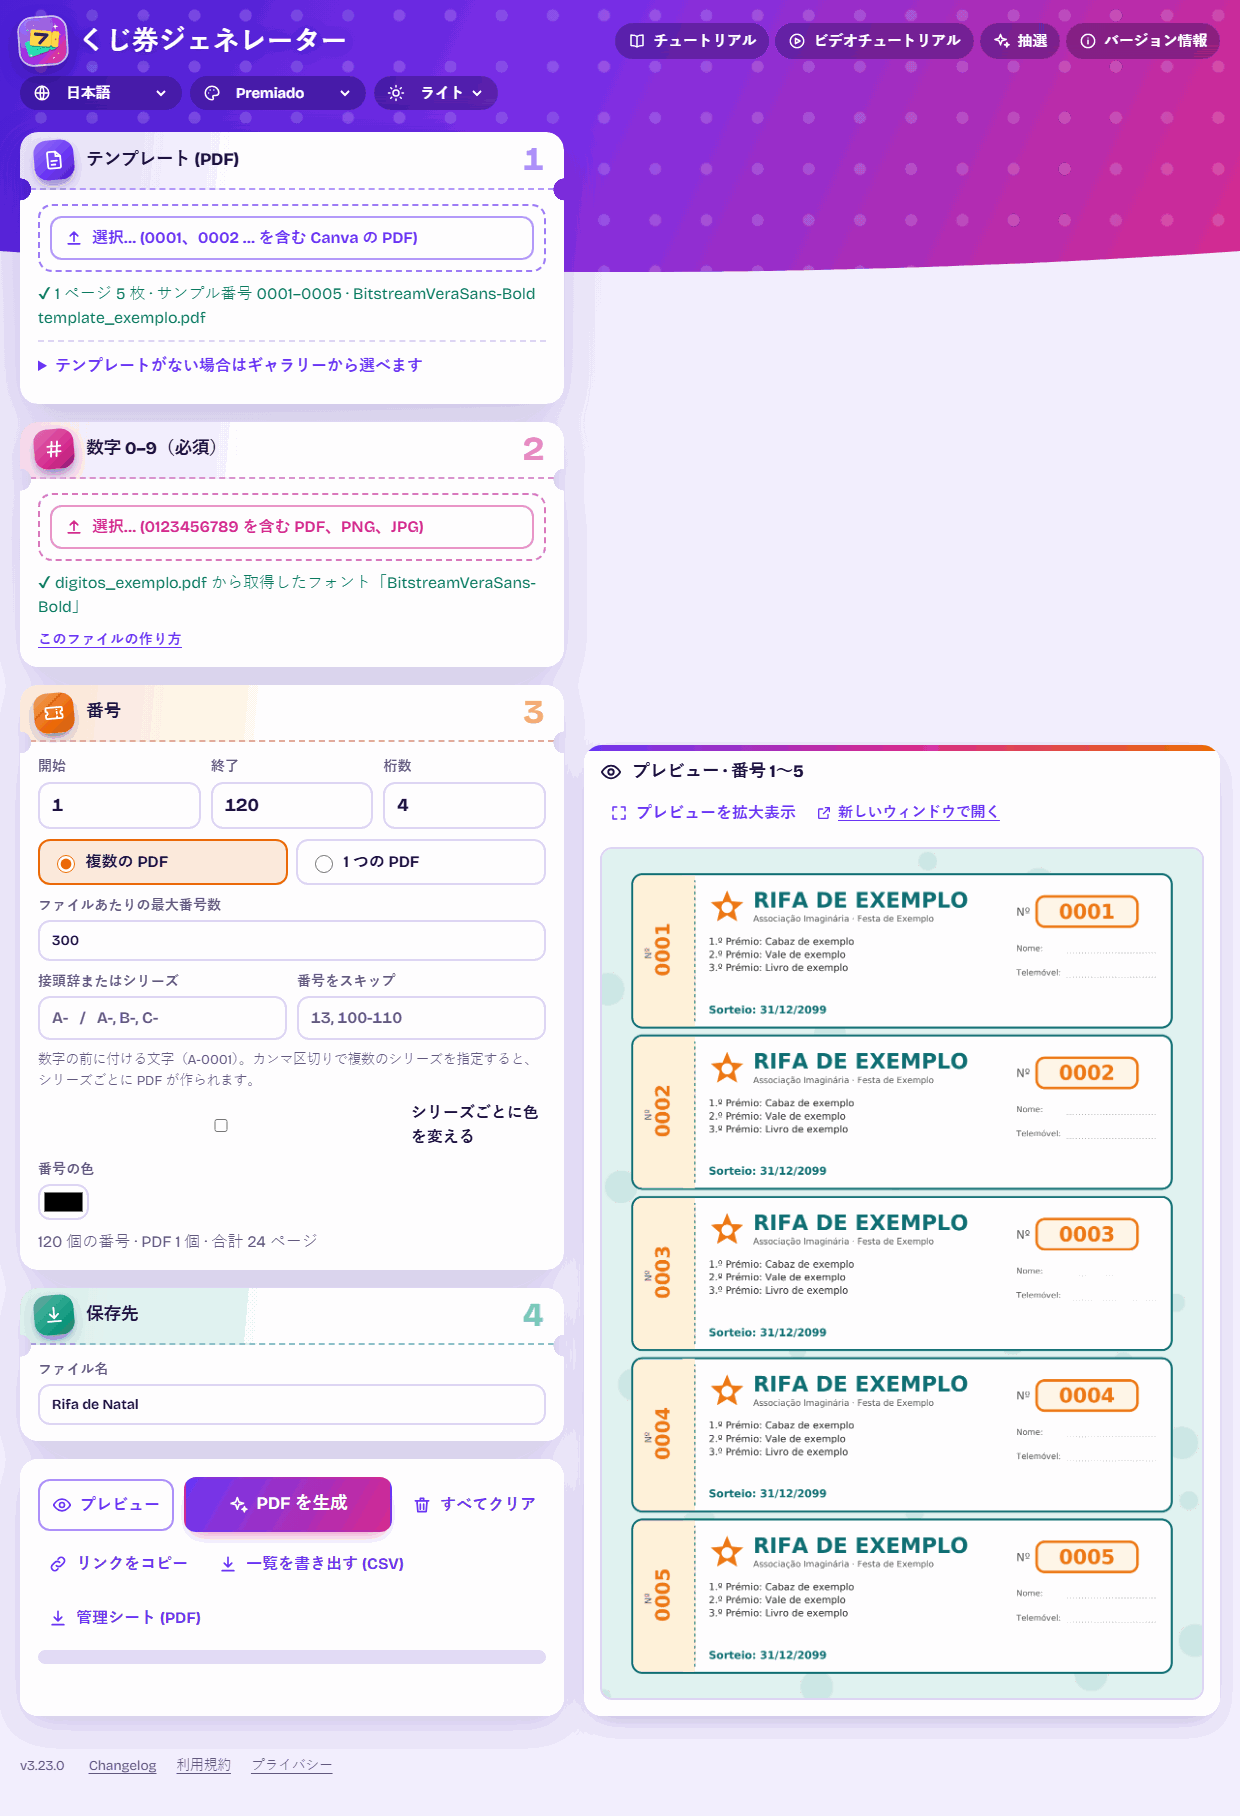 くじ券ジェネレーター
チュートリアル
ビデオチュートリアル
抽選
バージョン情報
日本語
Premiado
ライト
テンプレート (PDF)
1
選択... (0001、0002 ... を含む Canva の PDF)
✓ 1 ページ 5 枚 · サンプル番号 0001–0005 · BitstreamVeraSans-Bold
template_exemplo.pdf
▶ テンプレートがない場合はギャラリーから選べます
数字 0–9（必須）
2
選択... (0123456789 を含む PDF、PNG、JPG)
✓ digitos_exemplo.pdf から取得したフォント「BitstreamVeraSans-
Bold」
このファイルの作り方
番号
3
開始
終了
桁数
1
120
4
複数の PDF
1 つの PDF
ファイルあたりの最大番号数
300
接頭辞またはシリーズ
番号をスキップ
A- / A-, B-, C-
13, 100-110
数字の前に付ける文字（A-0001）。カンマ区切りで複数のシリーズを指定すると、
シリーズごとに PDF が作られます。
シリーズごとに色
を変える
番号の色
120 個の番号 · PDF 1 個 · 合計 24 ページ
保存先
4
ファイル名
Rifa de Natal
プレビュー
PDF を生成
すべてクリア
リンクをコピー
一覧を書き出す (CSV)
管理シート (PDF)
プレビュー · 番号 1〜5
プレビューを拡大表示
新しいウィンドウで開く
Nº 0001
RIFA DE EXEMPLO
Associação Imaginária · Festa de Exemplo
1.º Prémio: Cabaz de exemplo
2.º Prémio: Vale de exemplo
3.º Prémio: Livro de exemplo
Sorteio: 31/12/2099
Nº 0001
Nome:
Telemóvel:
Nº 0002
RIFA DE EXEMPLO
Associação Imaginária · Festa de Exemplo
1.º Prémio: Cabaz de exemplo
2.º Prémio: Vale de exemplo
3.º Prémio: Livro de exemplo
Sorteio: 31/12/2099
Nº 0002
Nome:
Telemóvel:
Nº 0003
RIFA DE EXEMPLO
Associação Imaginária · Festa de Exemplo
1.º Prémio: Cabaz de exemplo
2.º Prémio: Vale de exemplo
3.º Prémio: Livro de exemplo
Sorteio: 31/12/2099
Nº 0003
Nome:
Telemóvel:
Nº 0004
RIFA DE EXEMPLO
Associação Imaginária · Festa de Exemplo
1.º Prémio: Cabaz de exemplo
2.º Prémio: Vale de exemplo
3.º Prémio: Livro de exemplo
Sorteio: 31/12/2099
Nº 0004
Nome:
Telemóvel:
Nº 0005
RIFA DE EXEMPLO
Associação Imaginária · Festa de Exemplo
1.º Prémio: Cabaz de exemplo
2.º Prémio: Vale de exemplo
3.º Prémio: Livro de exemplo
Sorteio: 31/12/2099
Nº 0005
Nome:
Telemóvel:
v3.23.0
Changelog
利用規約
プライバシー